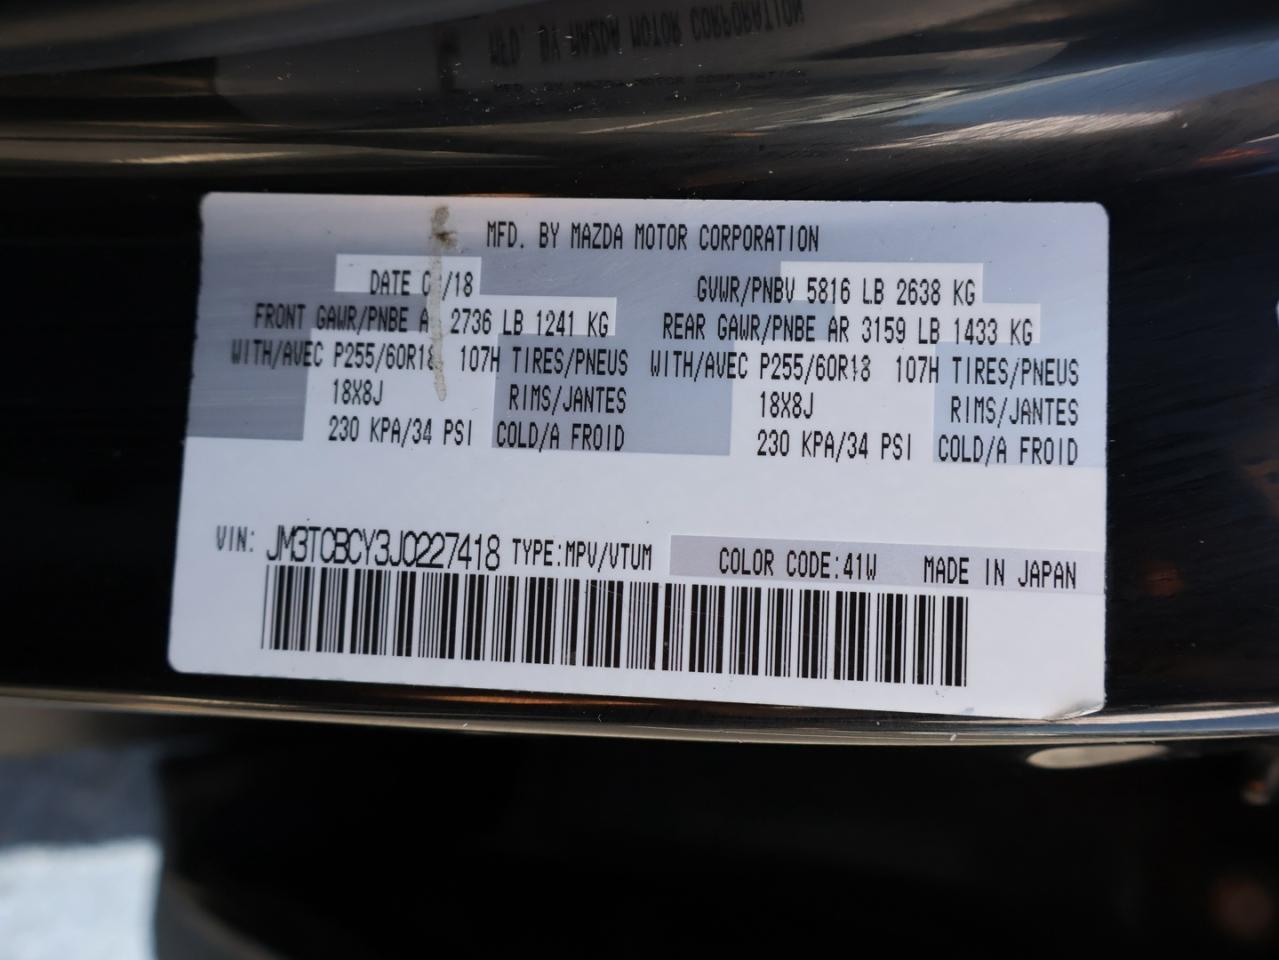 MFD. BY MAZDA MOTOR CORPORATION
DATE /18 GVWR/PNBV 5816 LB 2638 KG
FRONT GAWR/PNBE AR 2736 LB 1241 KG REAR GAWR/PNBE AR 3159 LB 1433 KG
WITH/AVEC P255/60R18 107H TIRES/PNEUS WITH/AVEC P255/60R18 107H TIRES/PNEUS
18X8J RIMS/JANTES 18X8J RIMS/JANTES
230 KPA/34 PSI COLD/A FROID 230 KPA/34 PSI COLD/A FROID
VIN: JM3TCBCY3J0227418 TYPE:MPV/VTUM COLOR CODE:41W MADE IN JAPAN